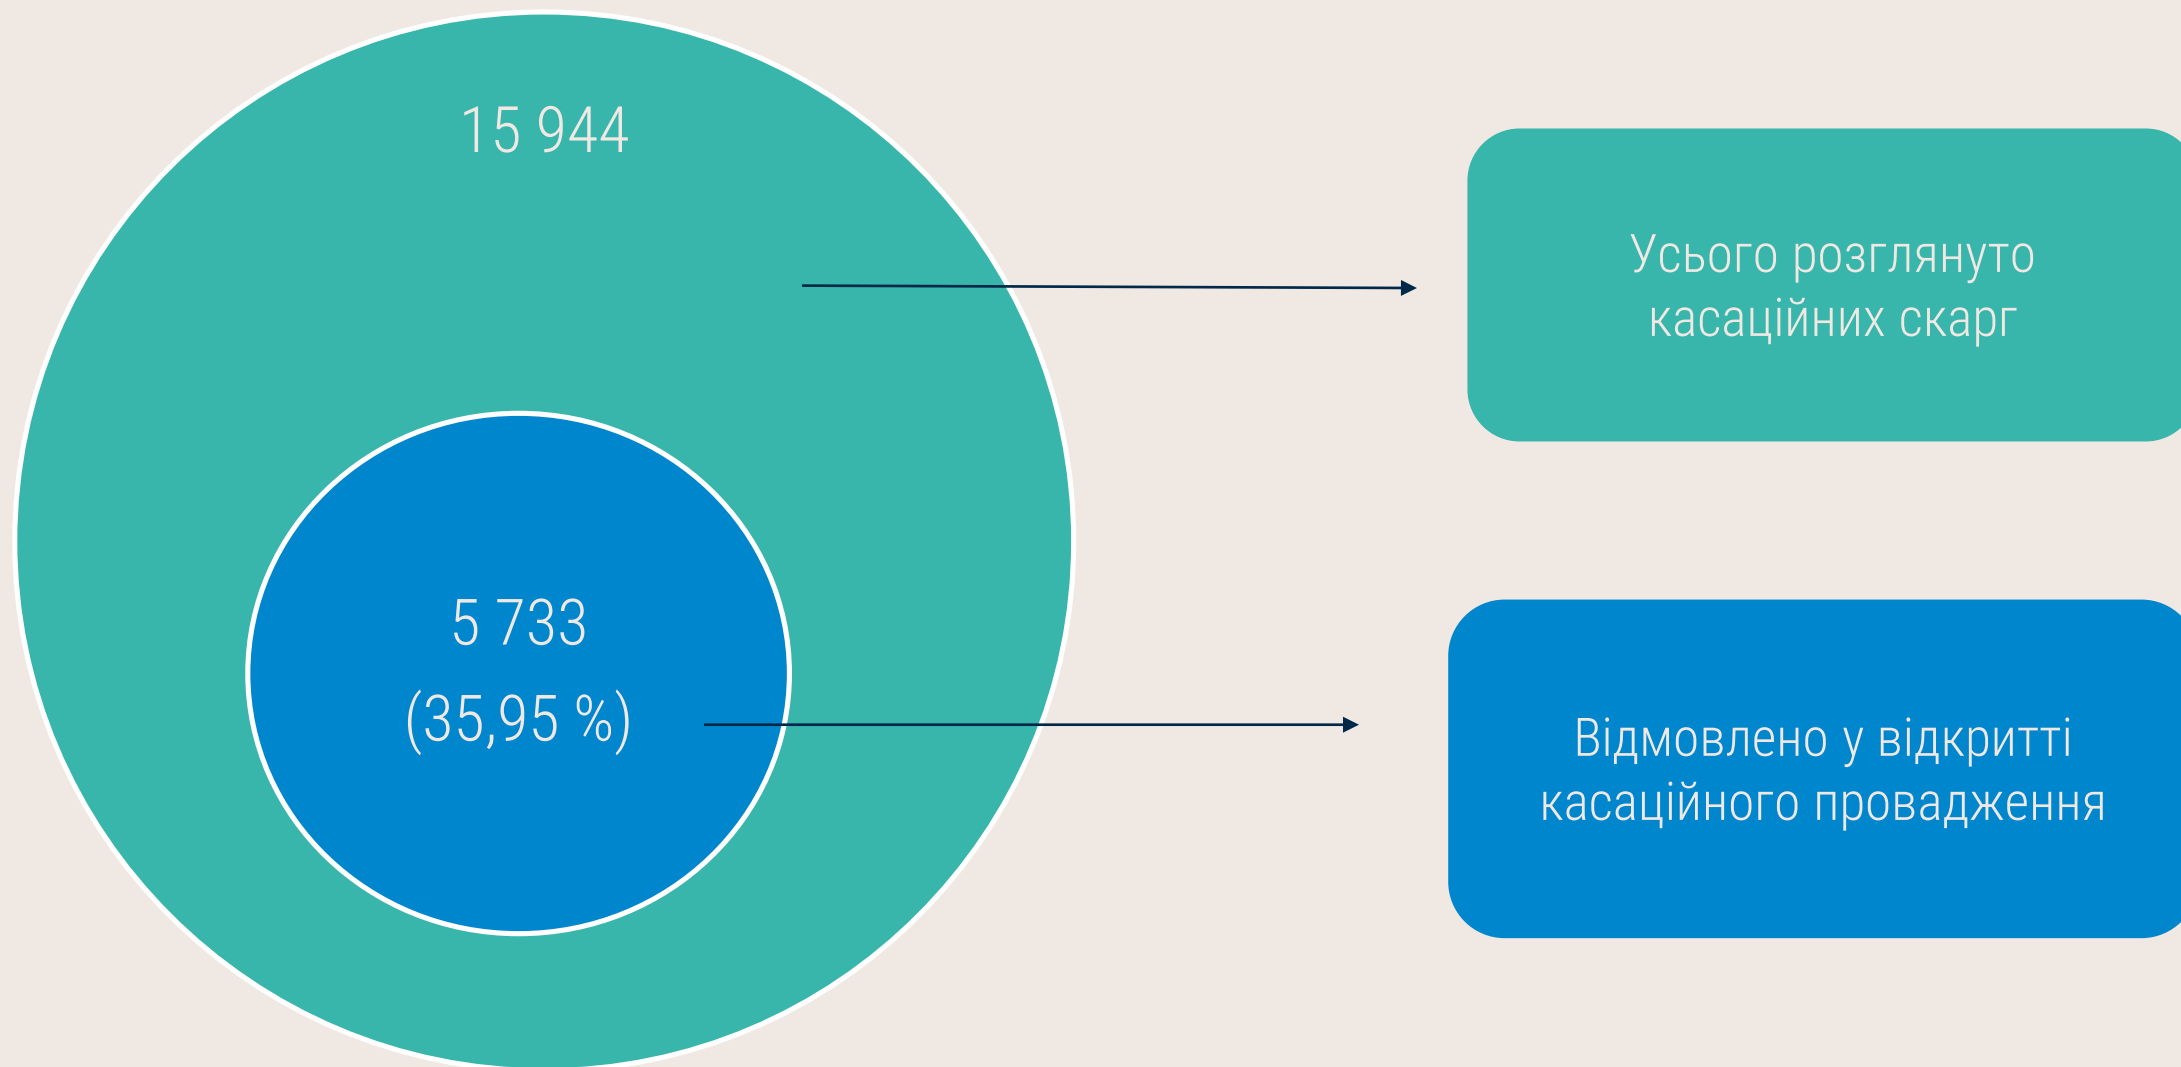 15 944
Усього розглянуто
касаційних скарг
5 733
(35,95 %)
Відмовлено у відкритті
касаційного провадження